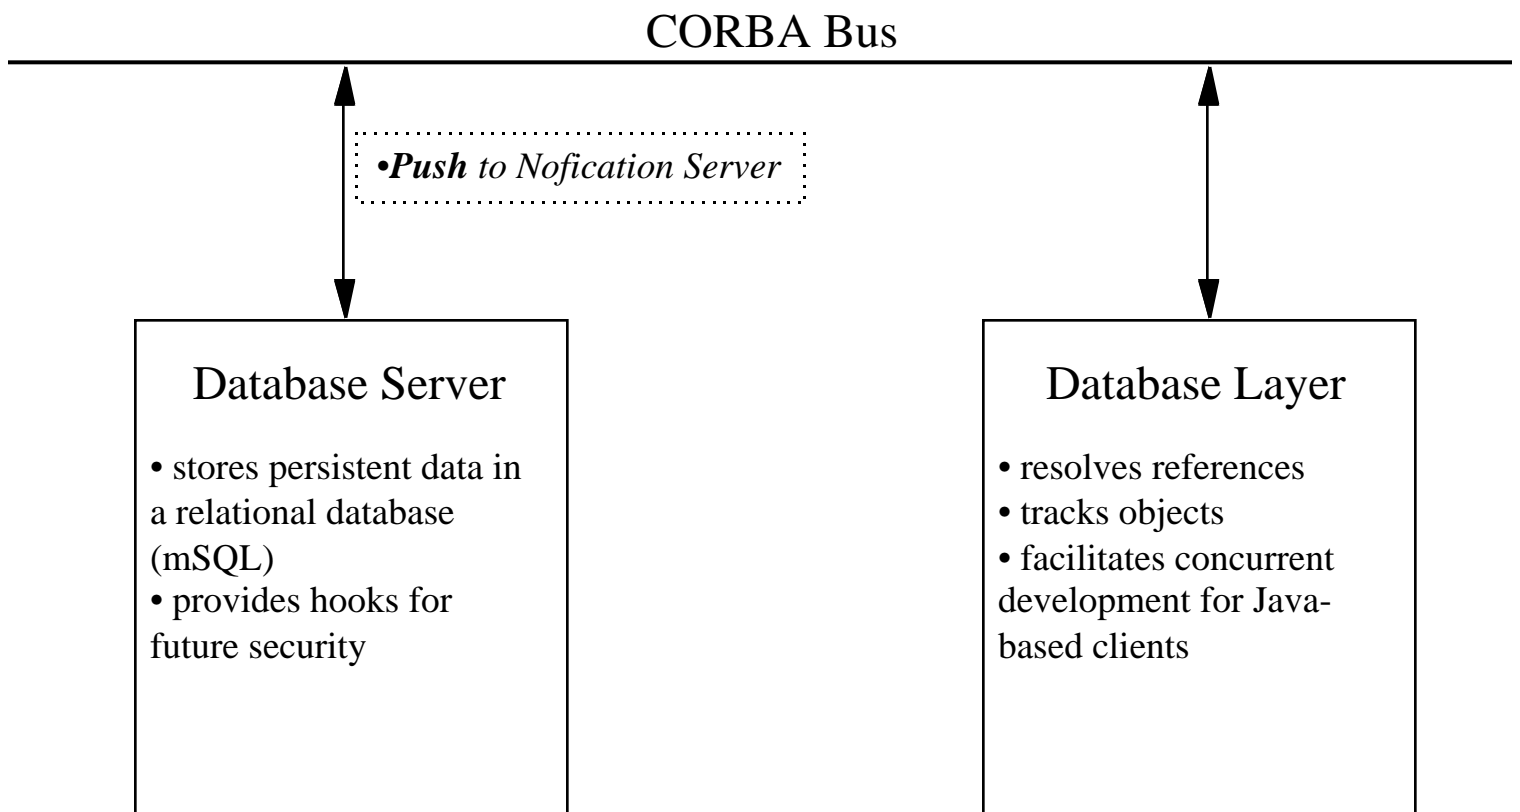 CORBA Bus
•Push to Nofication Server
Database Server
• stores persistent data in
a relational database
(mSQL)
• provides hooks for
future security
Database Layer
• resolves references
• tracks objects
• facilitates concurrent
development for Java-
based clients